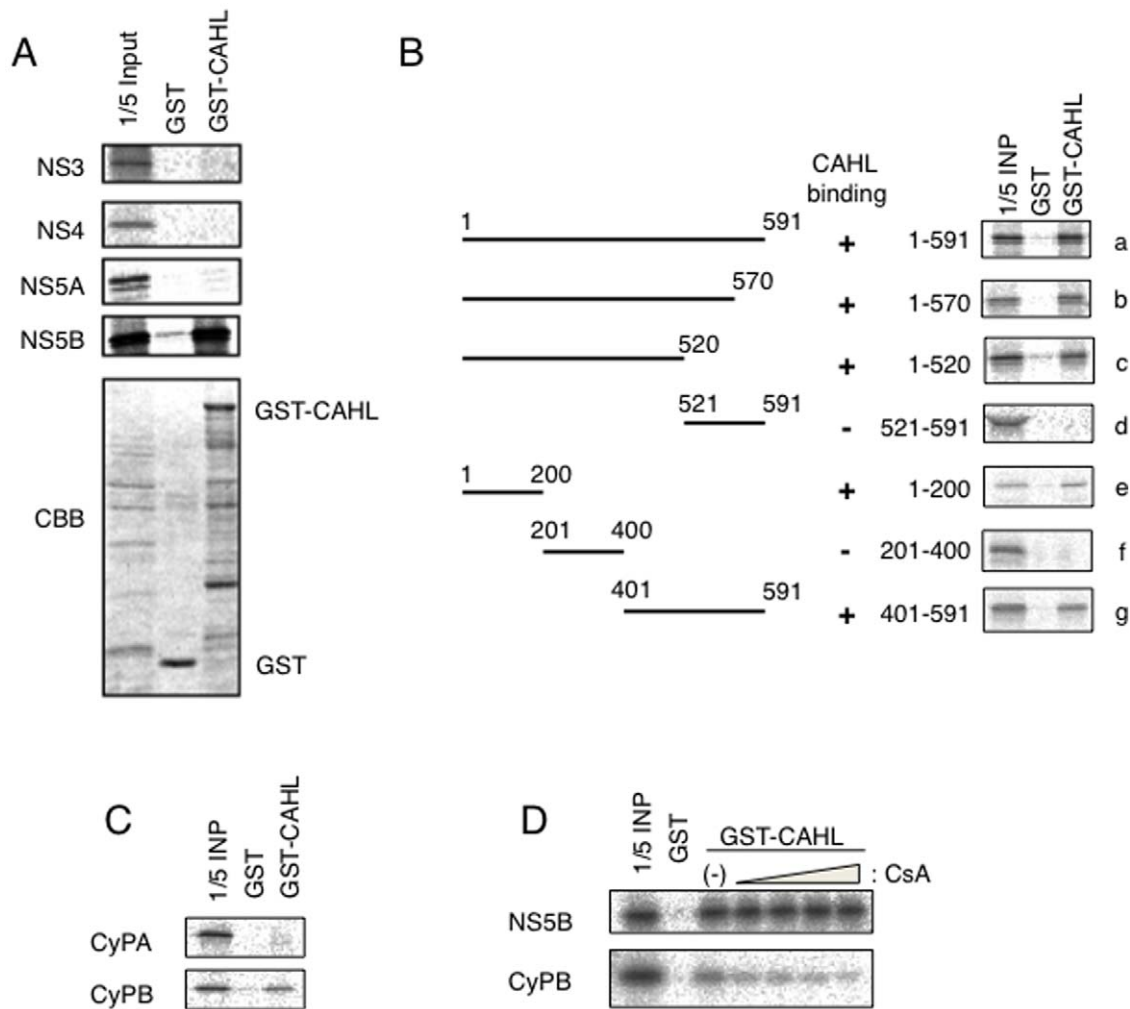 A
1/5 Input
GST
GST-CAHL
NS3
NS4
NS5A
NS5B
CBB
GST-CAHL
GST
B
CAHL
binding
1/5 INP
GST
GST-CAHL
1 591 + 1-591 a
570 + 1-570 b
520 + 1-520 c
521 591 - 521-591 d
1 200 + 1-200 e
201 400 - 201-400 f
401 591 + 401-591 g
C
1/5 INP
GST
GST-CAHL
CyPA
CyPB
D
1/5 INP
GST
GST-CAHL
(-) : CsA
NS5B
CyPB